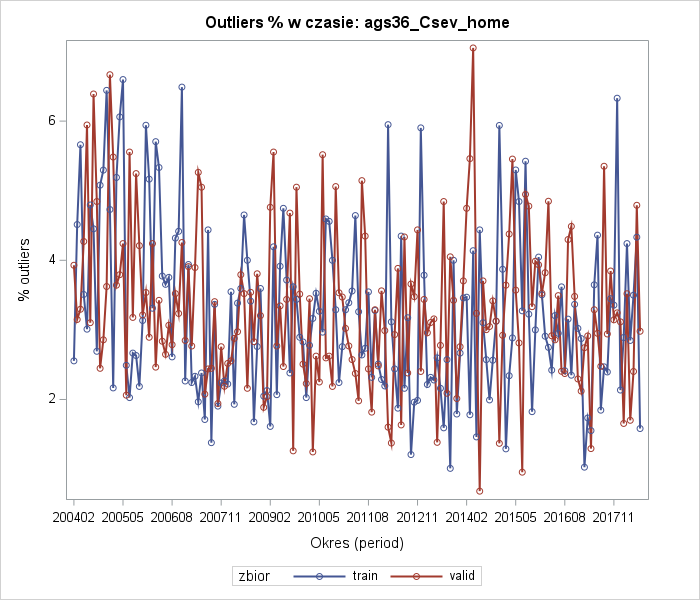 Outliers % w czasie: ags36_Csev_home
% outliers
6
4
2
200402 200505 200608 200711 200902 201005 201108 201211 201402 201505 201608 201711
Okres (period)
zbior train valid